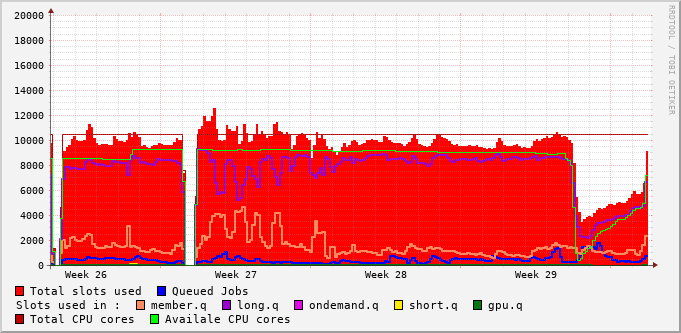 20000
18000
16000
14000
12000
10000
8000
6000
4000
2000
0
Week 26 Week 27 Week 28 Week 29
Total slots used Queued Jobs
Slots used in : member.q long.q ondemand.q short.q gpu.q
Total CPU cores Availale CPU cores
RRDTOOL / TOBI OETIKER